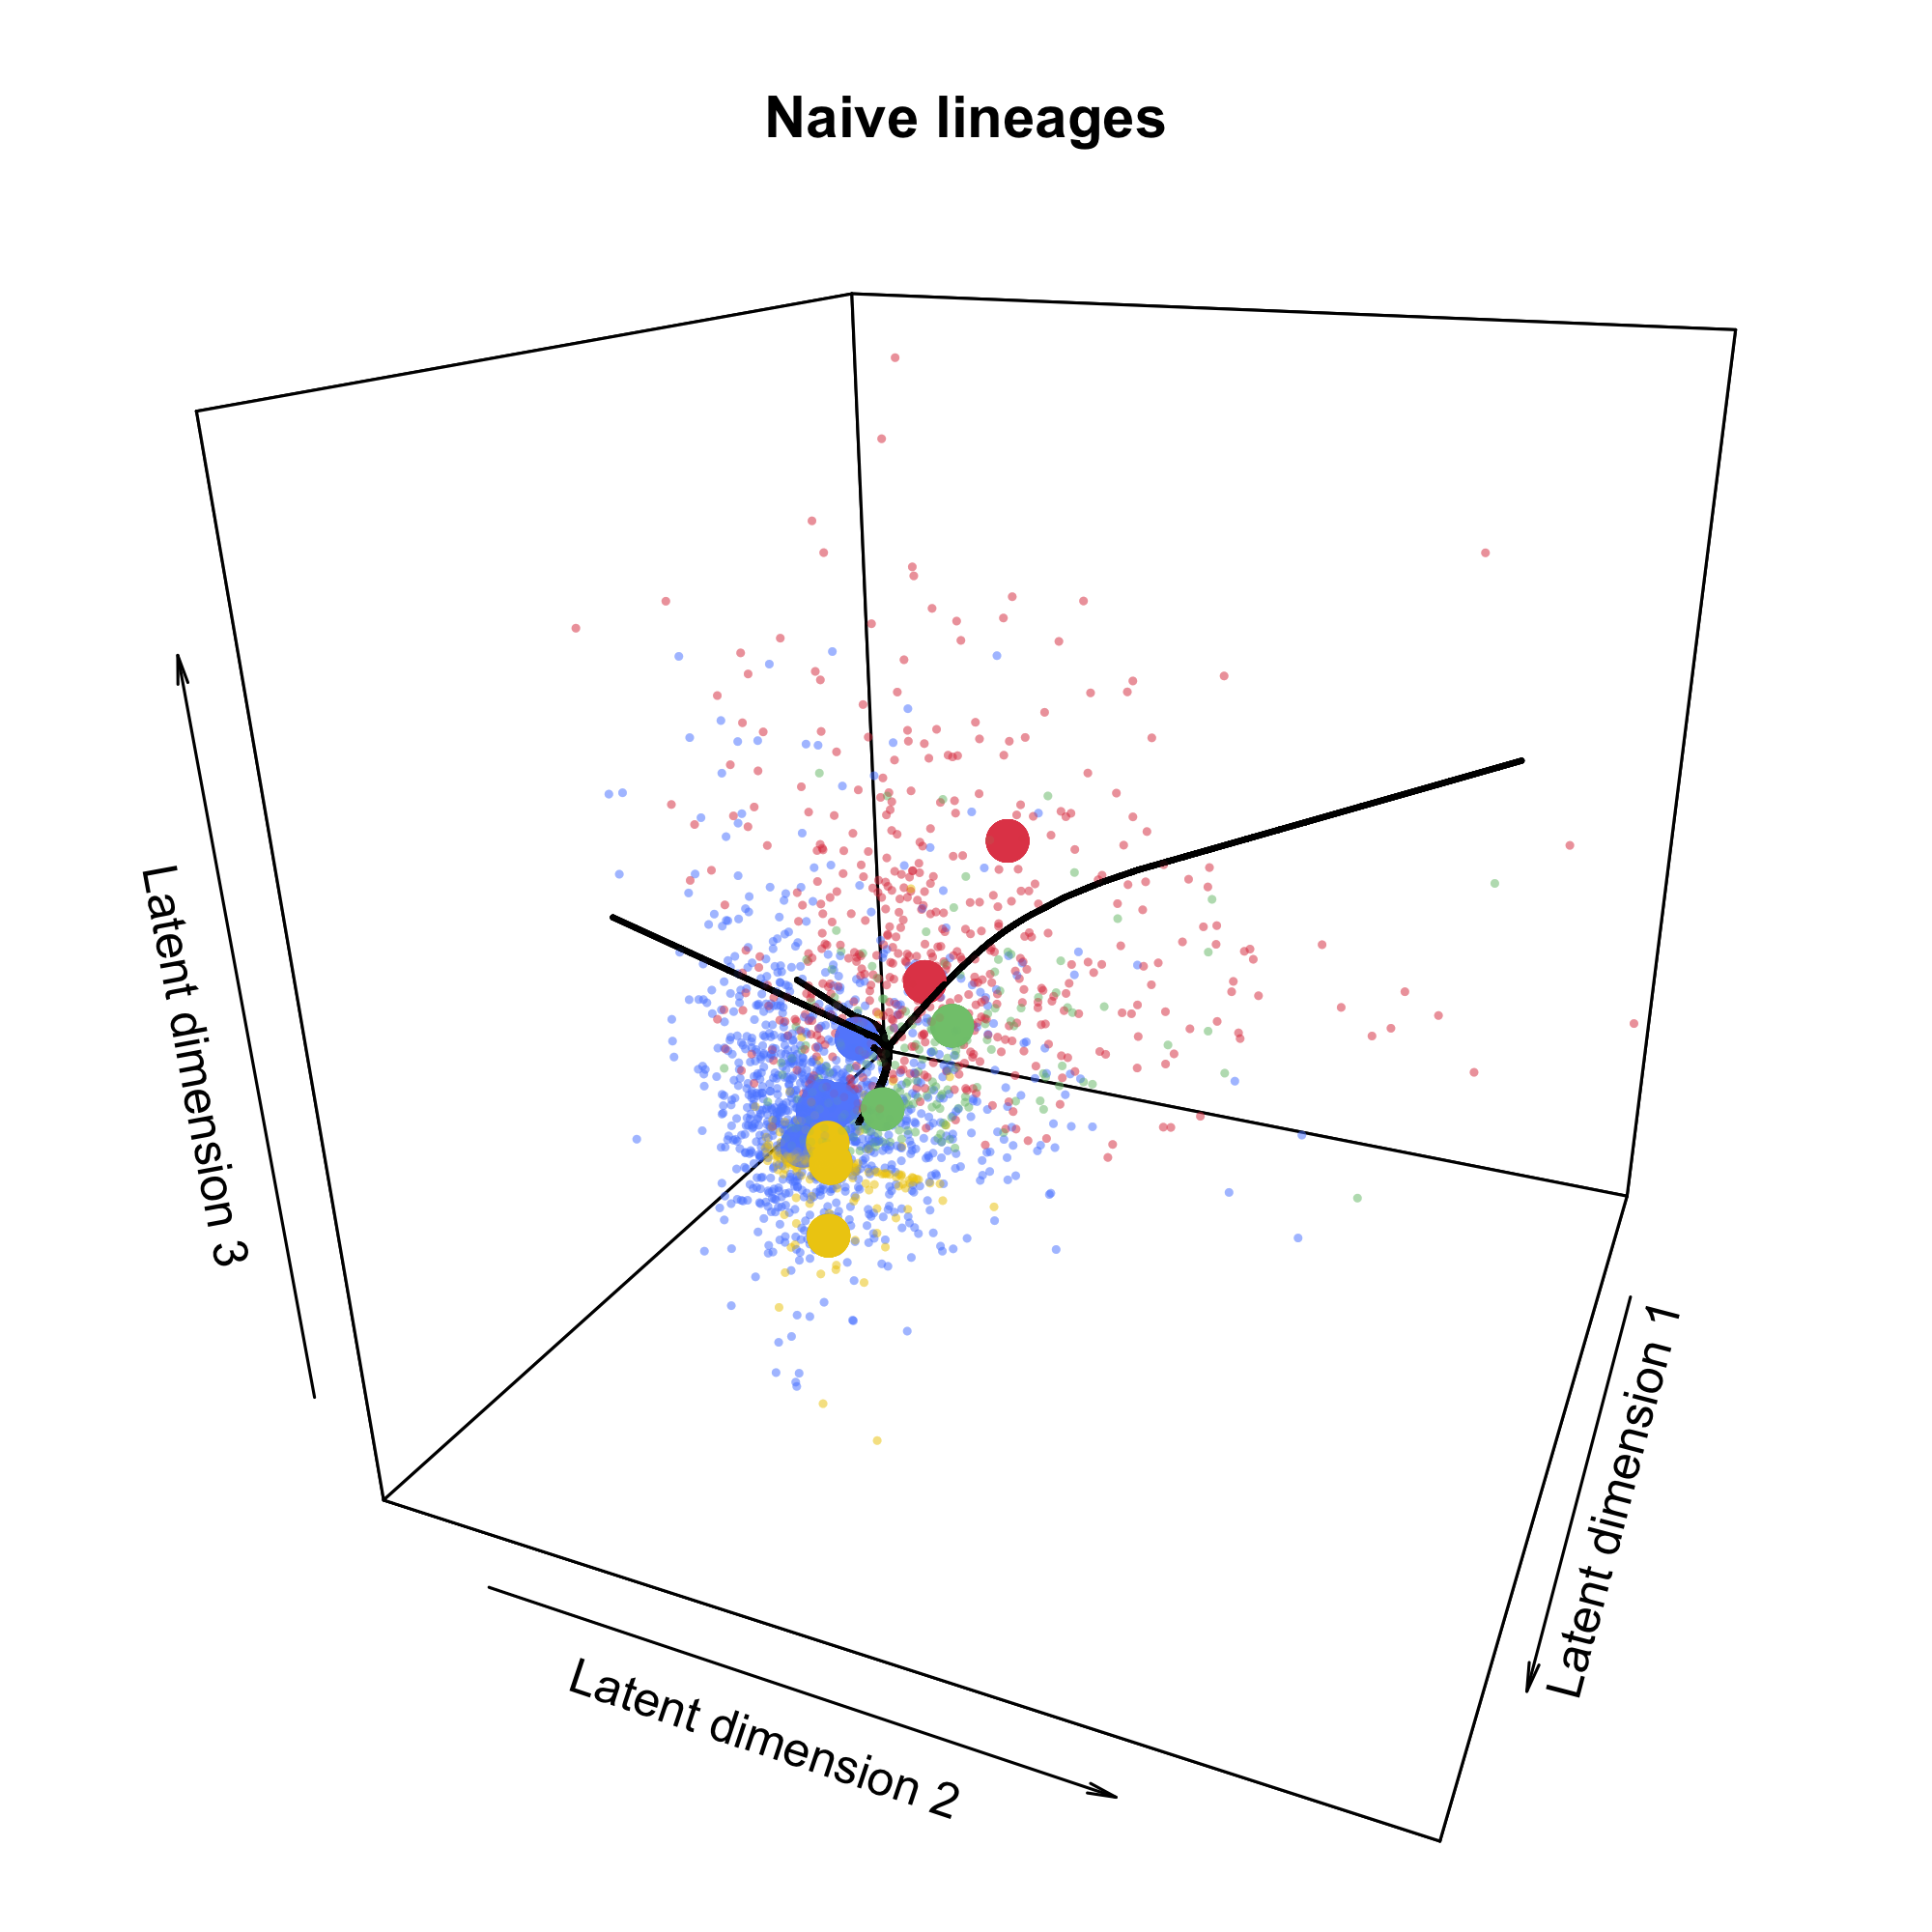 Naive lineages
Latent dimension 3
Latent dimension 1
Latent dimension 2